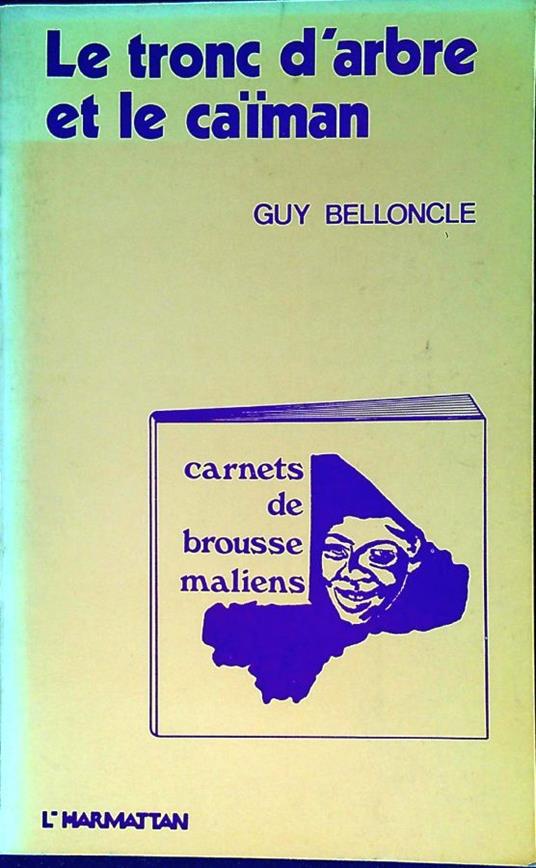 Le tronc d'arbre
et le caïman
GUY BELLONCLE
carnets
de
brousse
maliens
L'HARMATTAN